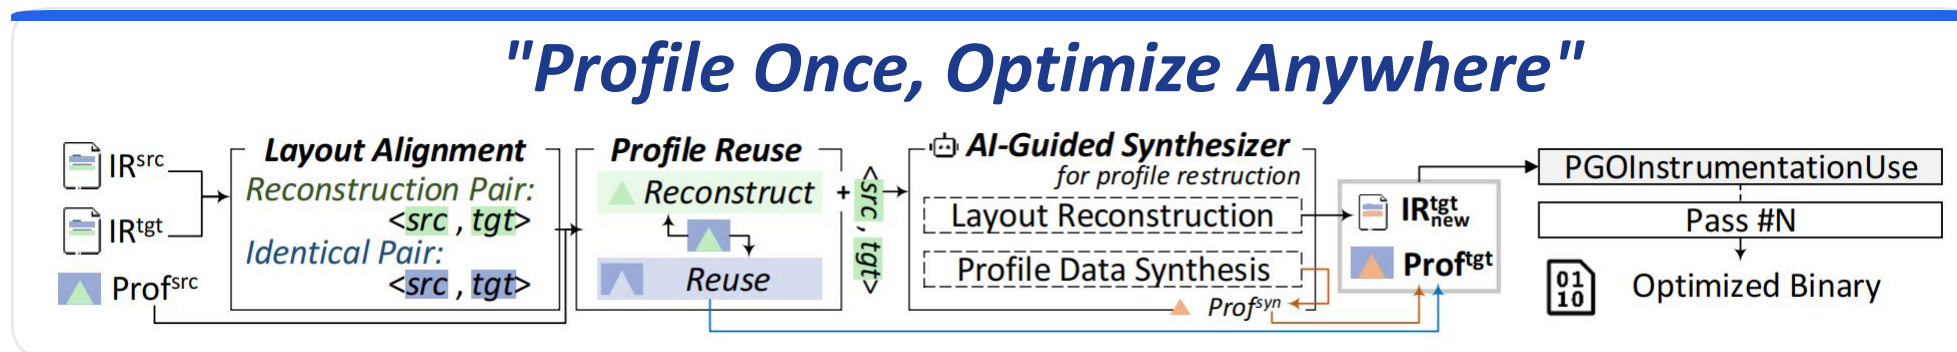 "Profile Once, Optimize Anywhere"
IRsrc
IRtgt
Profsrc
Layout Alignment
Reconstruction Pair:
<src , tgt>
Identical Pair:
<src , tgt>
Profile Reuse
Reconstruct
Reuse
+ <src , tgt>
AI-Guided Synthesizer
for profile restruction
Layout Reconstruction
Profile Data Synthesis
Profsyn
IRtgtnew
Proftgt
PGOInstrumentationUse
Pass #N
01
10
Optimized Binary